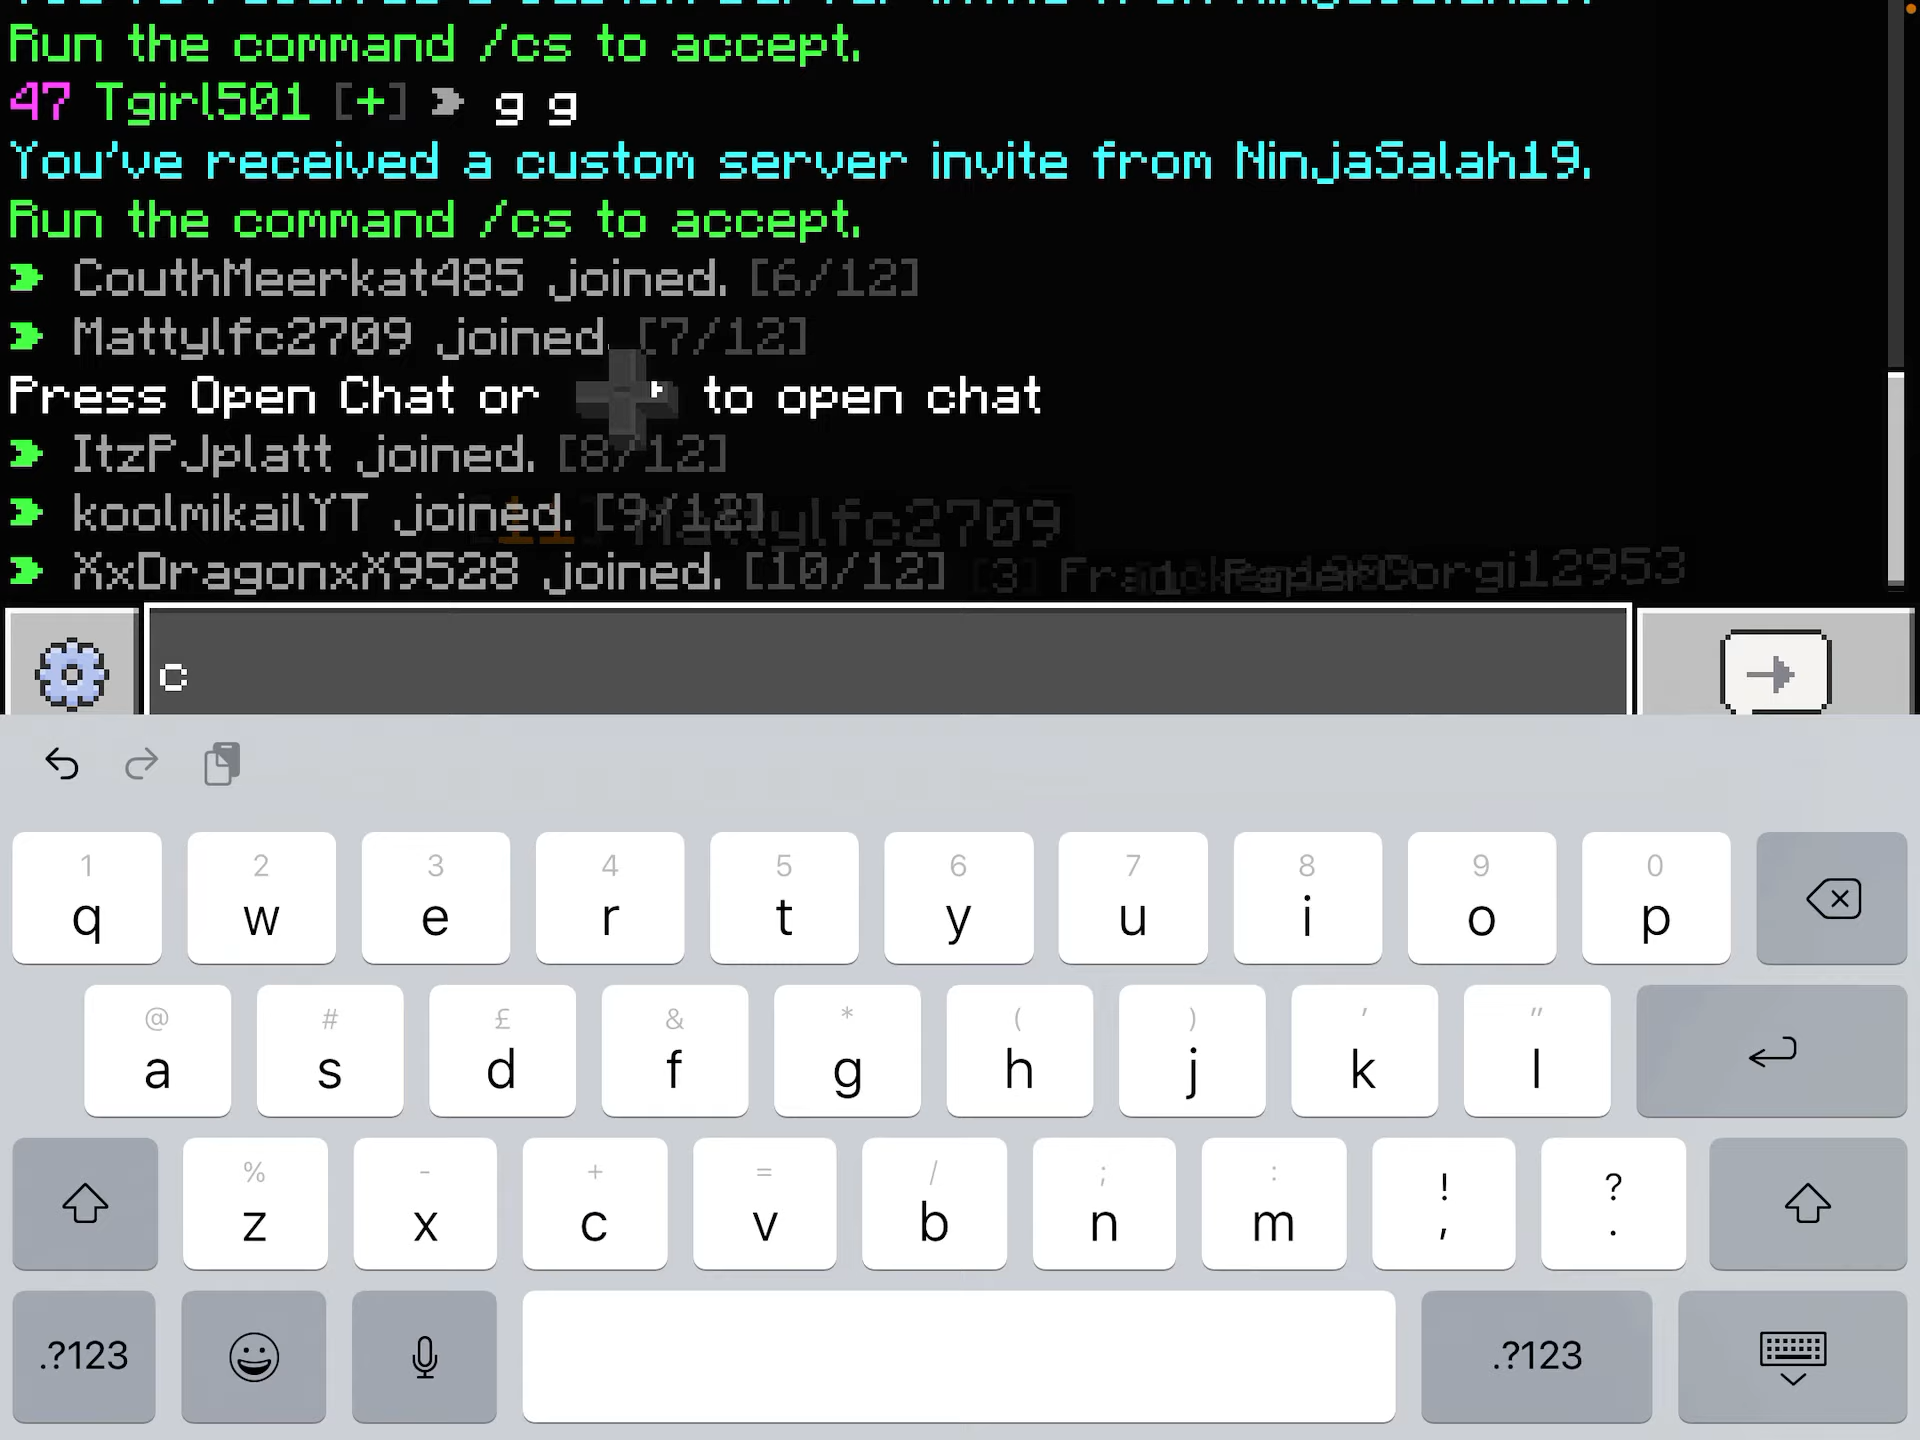 Run the command /cs to accept.
47 Tgirl501 [+] g g
You've received a custom server invite from NinjaSalah19.
Run the command /cs to accept.
CouthMeerkat485 joined. [6/12]
Mattylfc2709 joined. [7/12]
Press Open Chat or to open chat
ItzPJplatt joined. [8/12]
koolmikailYT joined. [9/12]
Mattylfc2709
XxDragonxX9528 joined. [10/12]
c
1 2 3 4 5 6 7 8 9 0
q w e r t y u i o p
@ # £ & * ( ) ' "
a s d f g h j k l
% - + = / ; : ! ?
z x c v b n m , .
.?123 .?123